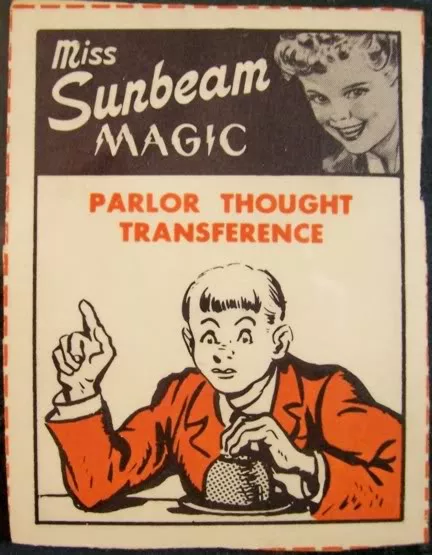 Miss
Sunbeam
MAGIC
PARLOR THOUGHT
TRANSFERENCE